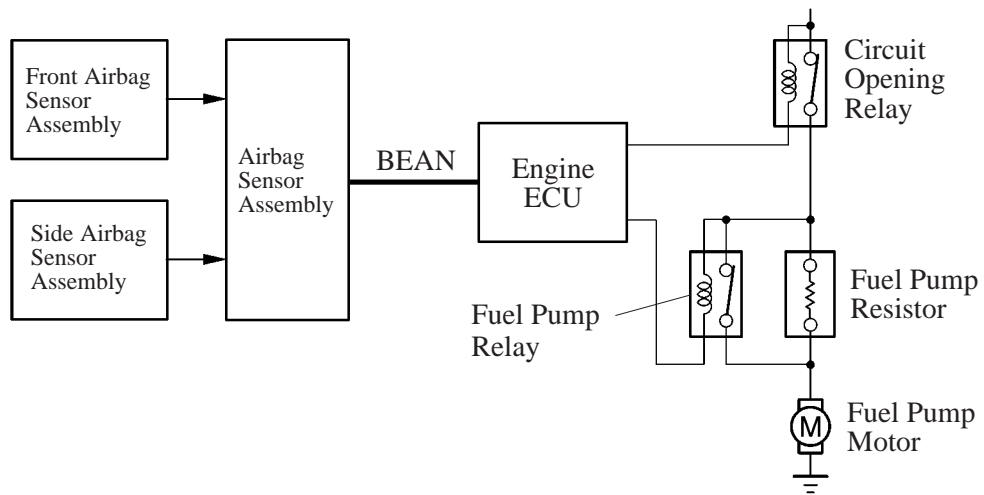 Front Airbag
Sensor
Assembly
Side Airbag
Sensor
Assembly
Airbag
Sensor
Assembly
BEAN
Engine
ECU
Circuit
Opening
Relay
Fuel Pump
Relay
Fuel Pump
Resistor
M
Fuel Pump
Motor